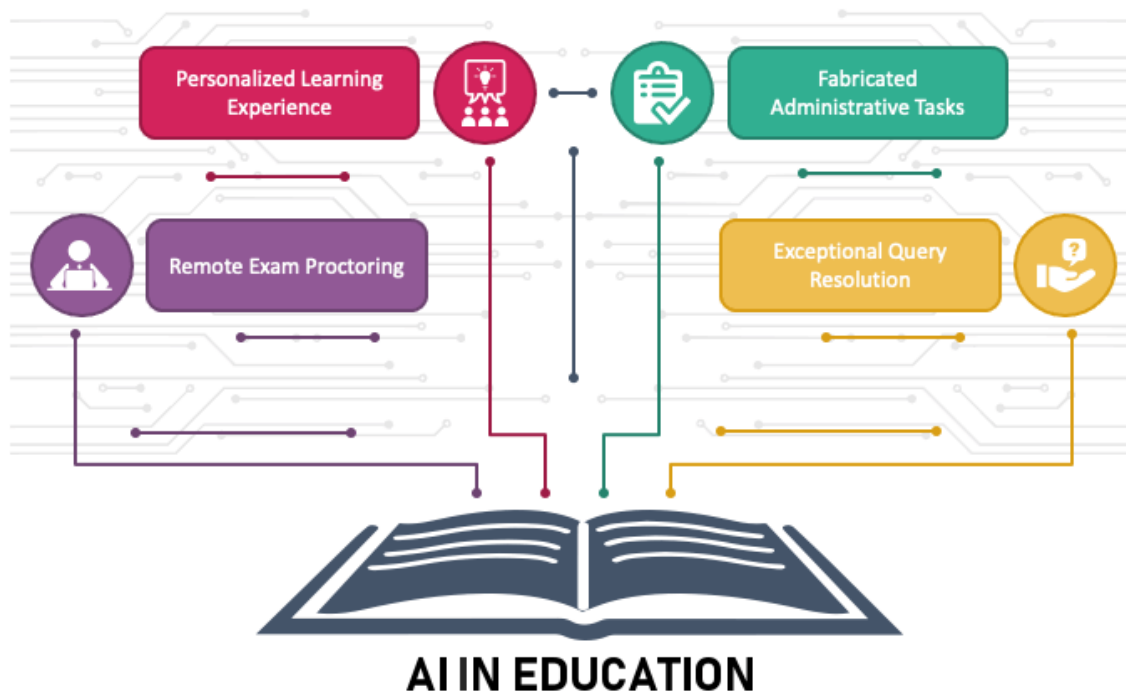 Personalized Learning
Experience
Fabricated
Administrative Tasks
Remote Exam Proctoring
Exceptional Query
Resolution
?
AI IN EDUCATION